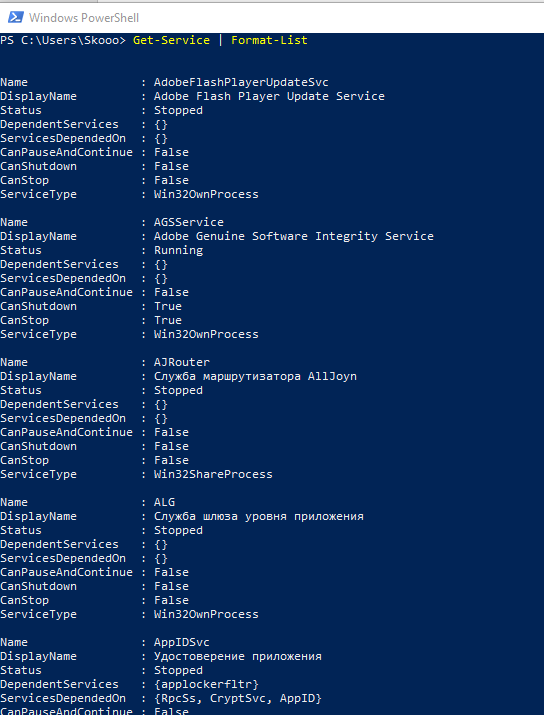 Windows PowerShell
PS C:\Users\Skooo> Get-Service | Format-List
Name : AdobeFlashPlayerUpdateSvc
DisplayName : Adobe Flash Player Update Service
Status : Stopped
DependentServices : {}
ServicesDependedOn : {}
CanPauseAndContinue : False
CanShutdown : False
CanStop : False
ServiceType : Win32OwnProcess
Name : AGSService
DisplayName : Adobe Genuine Software Integrity Service
Status : Running
DependentServices : {}
ServicesDependedOn : {}
CanPauseAndContinue : False
CanShutdown : True
CanStop : True
ServiceType : Win32OwnProcess
Name : AJRouter
DisplayName : Служба маршрутизатора AllJoyn
Status : Stopped
DependentServices : {}
ServicesDependedOn : {}
CanPauseAndContinue : False
CanShutdown : False
CanStop : False
ServiceType : Win32ShareProcess
Name : ALG
DisplayName : Служба шлюза уровня приложения
Status : Stopped
DependentServices : {}
ServicesDependedOn : {}
CanPauseAndContinue : False
CanShutdown : False
CanStop : False
ServiceType : Win32OwnProcess
Name : AppIDSvc
DisplayName : Удостоверение приложения
Status : Stopped
DependentServices : {applockerfltr}
ServicesDependedOn : {RpcSs, CryptSvc, AppID}
CanPauseAndContinue : False